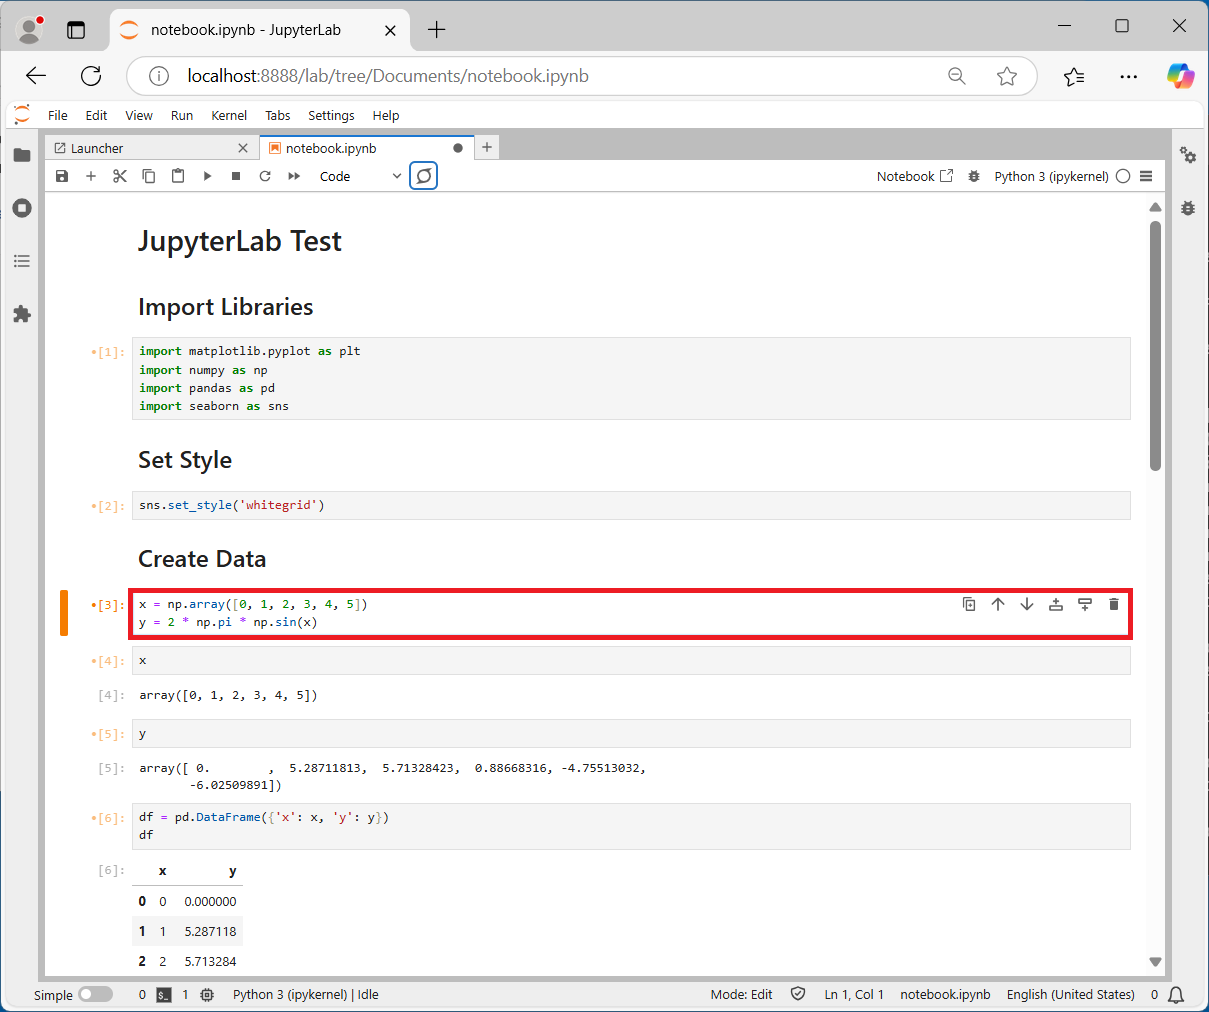 notebook.ipynb - JupyterLab
localhost:8888/lab/tree/Documents/notebook.ipynb
File Edit View Run Kernel Tabs Settings Help
Launcher notebook.ipynb
Code Notebook Python 3 (ipykernel)
JupyterLab Test
Import Libraries
[1]: import matplotlib.pyplot as plt
import numpy as np
import pandas as pd
import seaborn as sns
Set Style
[2]: sns.set_style('whitegrid')
Create Data
[3]: x = np.array([0, 1, 2, 3, 4, 5])
y = 2 * np.pi * np.sin(x)
[4]: x
[4]: array([0, 1, 2, 3, 4, 5])
[5]: y
[5]: array([ 0.        ,  5.28711813,  5.71328423,  0.88668316, -4.75513032,
-6.02509891])
[6]: df = pd.DataFrame({'x': x, 'y': y})
df
[6]: x y
0 0 0.000000
1 1 5.287118
2 2 5.713284
Simple 0 $_ 1 Python 3 (ipykernel) | Idle Mode: Edit Ln 1, Col 1 notebook.ipynb English (United States) 0